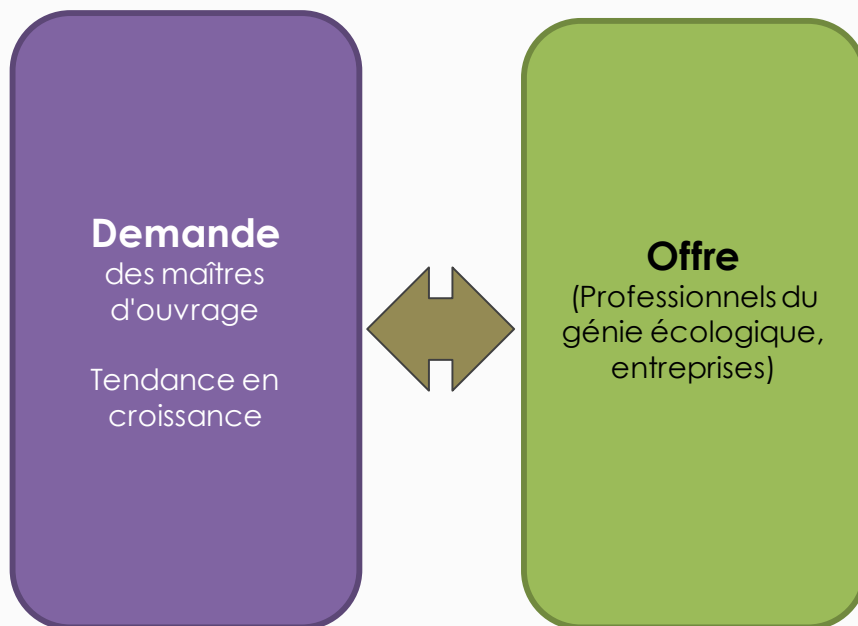 Demande
des maîtres
d'ouvrage
Tendance en
croissance
Offre
(Professionnels du
génie écologique,
entreprises)